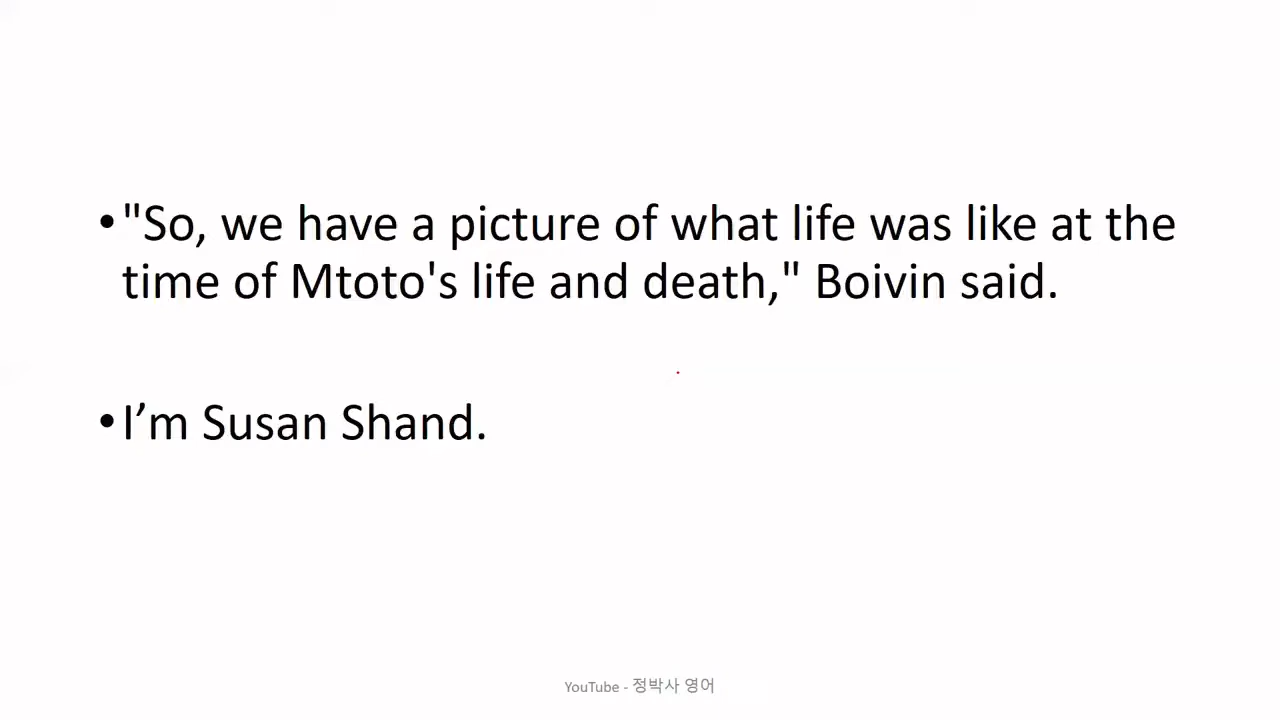 •"So, we have a picture of what life was like at the
time of Mtoto's life and death," Boivin said.
•I’m Susan Shand.
YouTube - 정박사 영어